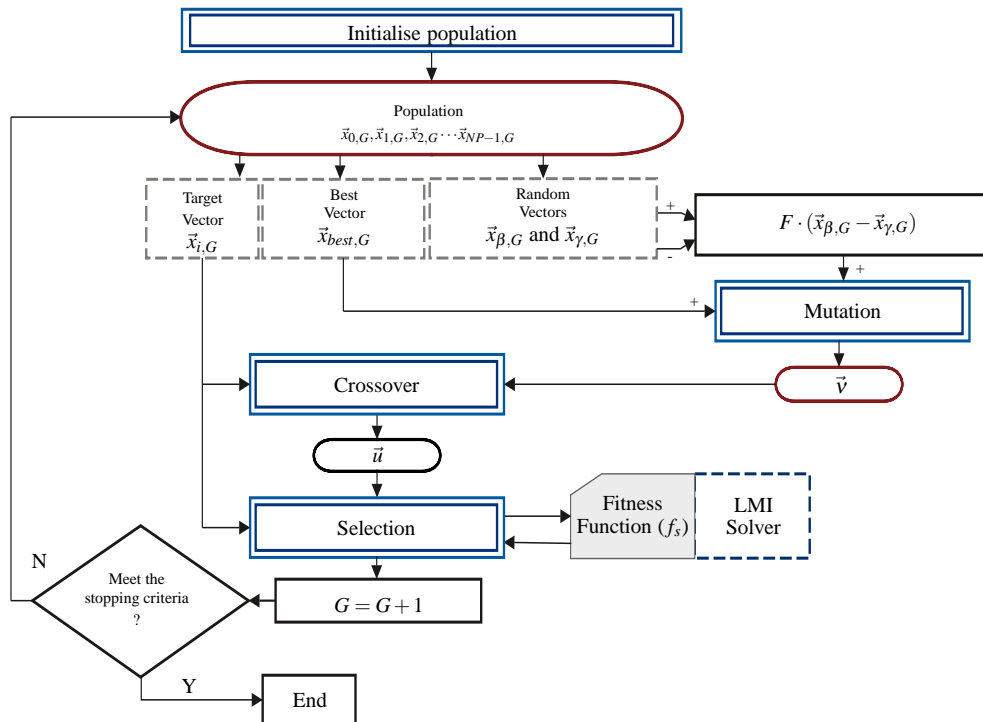 Initialise population
Population
x⃗₀,G, x⃗₁,G, x⃗₂,G ⋯ x⃗NP−1,G
Target
Vector
x⃗i,G
Best
Vector
x⃗best,G
Random
Vectors
x⃗β,G and x⃗γ,G
+
-
F · (x⃗β,G − x⃗γ,G)
+
+
Mutation
v⃗
Crossover
u⃗
Selection
Fitness
Function (fs)
LMI
Solver
G = G + 1
N
Meet the
stopping criteria
?
Y
End